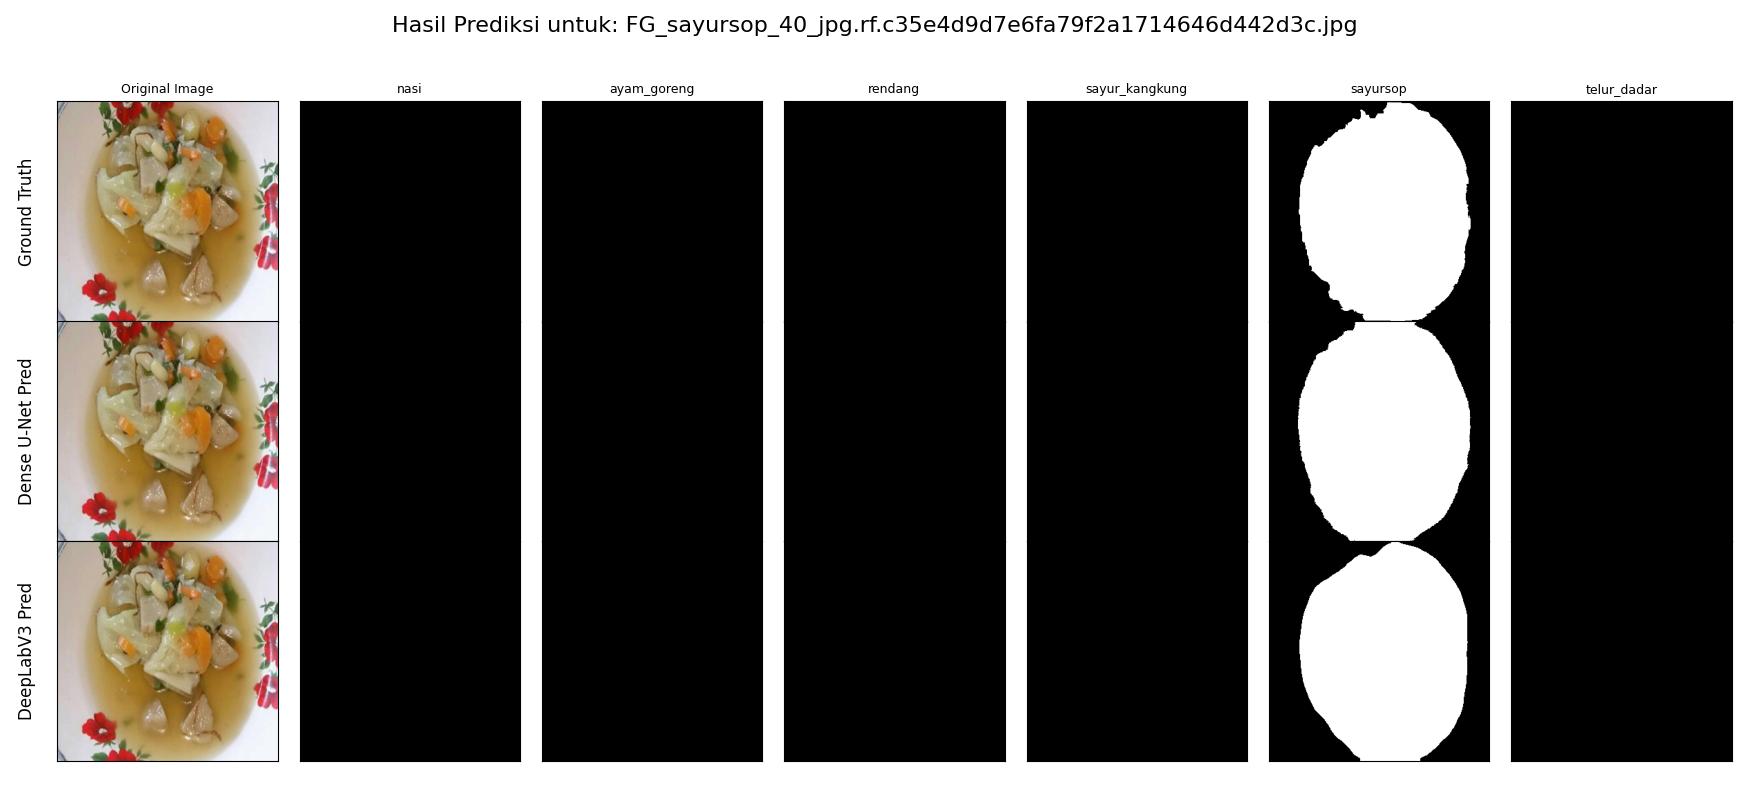 Hasil Prediksi untuk: FG_sayursop_40_jpg.rf.c35e4d9d7e6fa79f2a1714646d442d3c.jpg
Original Image
nasi
ayam_goreng
rendang
sayur_kangkung
sayursop
telur_dadar
Ground Truth
Dense U-Net Pred
DeepLabV3 Pred